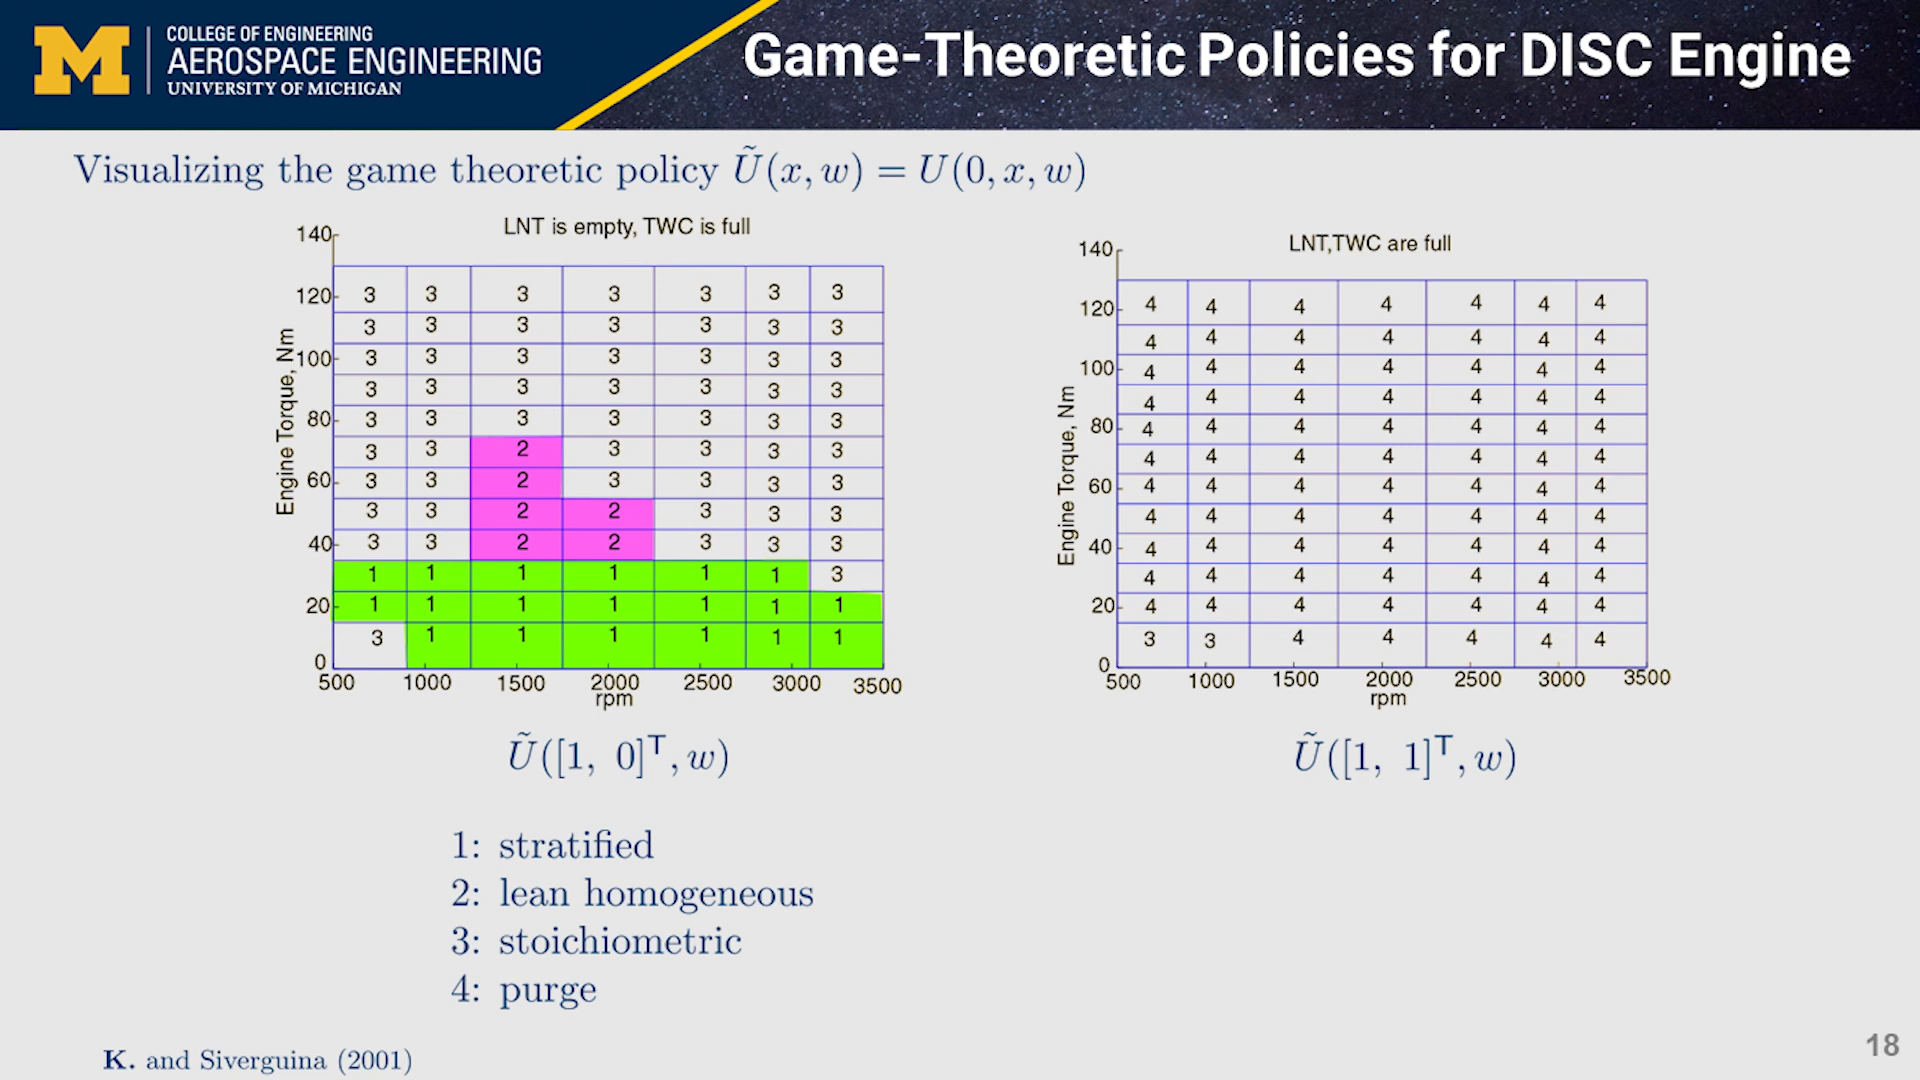 COLLEGE OF ENGINEERING
AEROSPACE ENGINEERING
UNIVERSITY OF MICHIGAN
Game-Theoretic Policies for DISC Engine
Visualizing the game theoretic policy Ũ(x, w) = U(0, x, w)
LNT is empty, TWC is full
140
120 3 3 3 3 3 3 3
3 3 3 3 3 3 3
100 3 3 3 3 3 3 3
3 3 3 3 3 3 3
80 3 3 3 3 3 3 3
3 3 2 3 3 3 3
60 3 3 2 3 3 3 3
3 3 2 2 3 3 3
40 3 3 2 2 3 3 3
1 1 1 1 1 1 3
20 1 1 1 1 1 1 1
3 1 1 1 1 1 1
0
500 1000 1500 2000 2500 3000 3500
rpm
Engine Torque, Nm
Ũ([1, 0]ᵀ, w)
LNT,TWC are full
140
120 4 4 4 4 4 4 4
4 4 4 4 4 4 4
100 4 4 4 4 4 4 4
4 4 4 4 4 4 4
80 4 4 4 4 4 4 4
4 4 4 4 4 4 4
60 4 4 4 4 4 4 4
4 4 4 4 4 4 4
40 4 4 4 4 4 4 4
4 4 4 4 4 4 4
20 4 4 4 4 4 4 4
3 3 4 4 4 4 4
0
500 1000 1500 2000 2500 3000 3500
rpm
Engine Torque, Nm
Ũ([1, 1]ᵀ, w)
1: stratified
2: lean homogeneous
3: stoichiometric
4: purge
K. and Siverguina (2001)
18